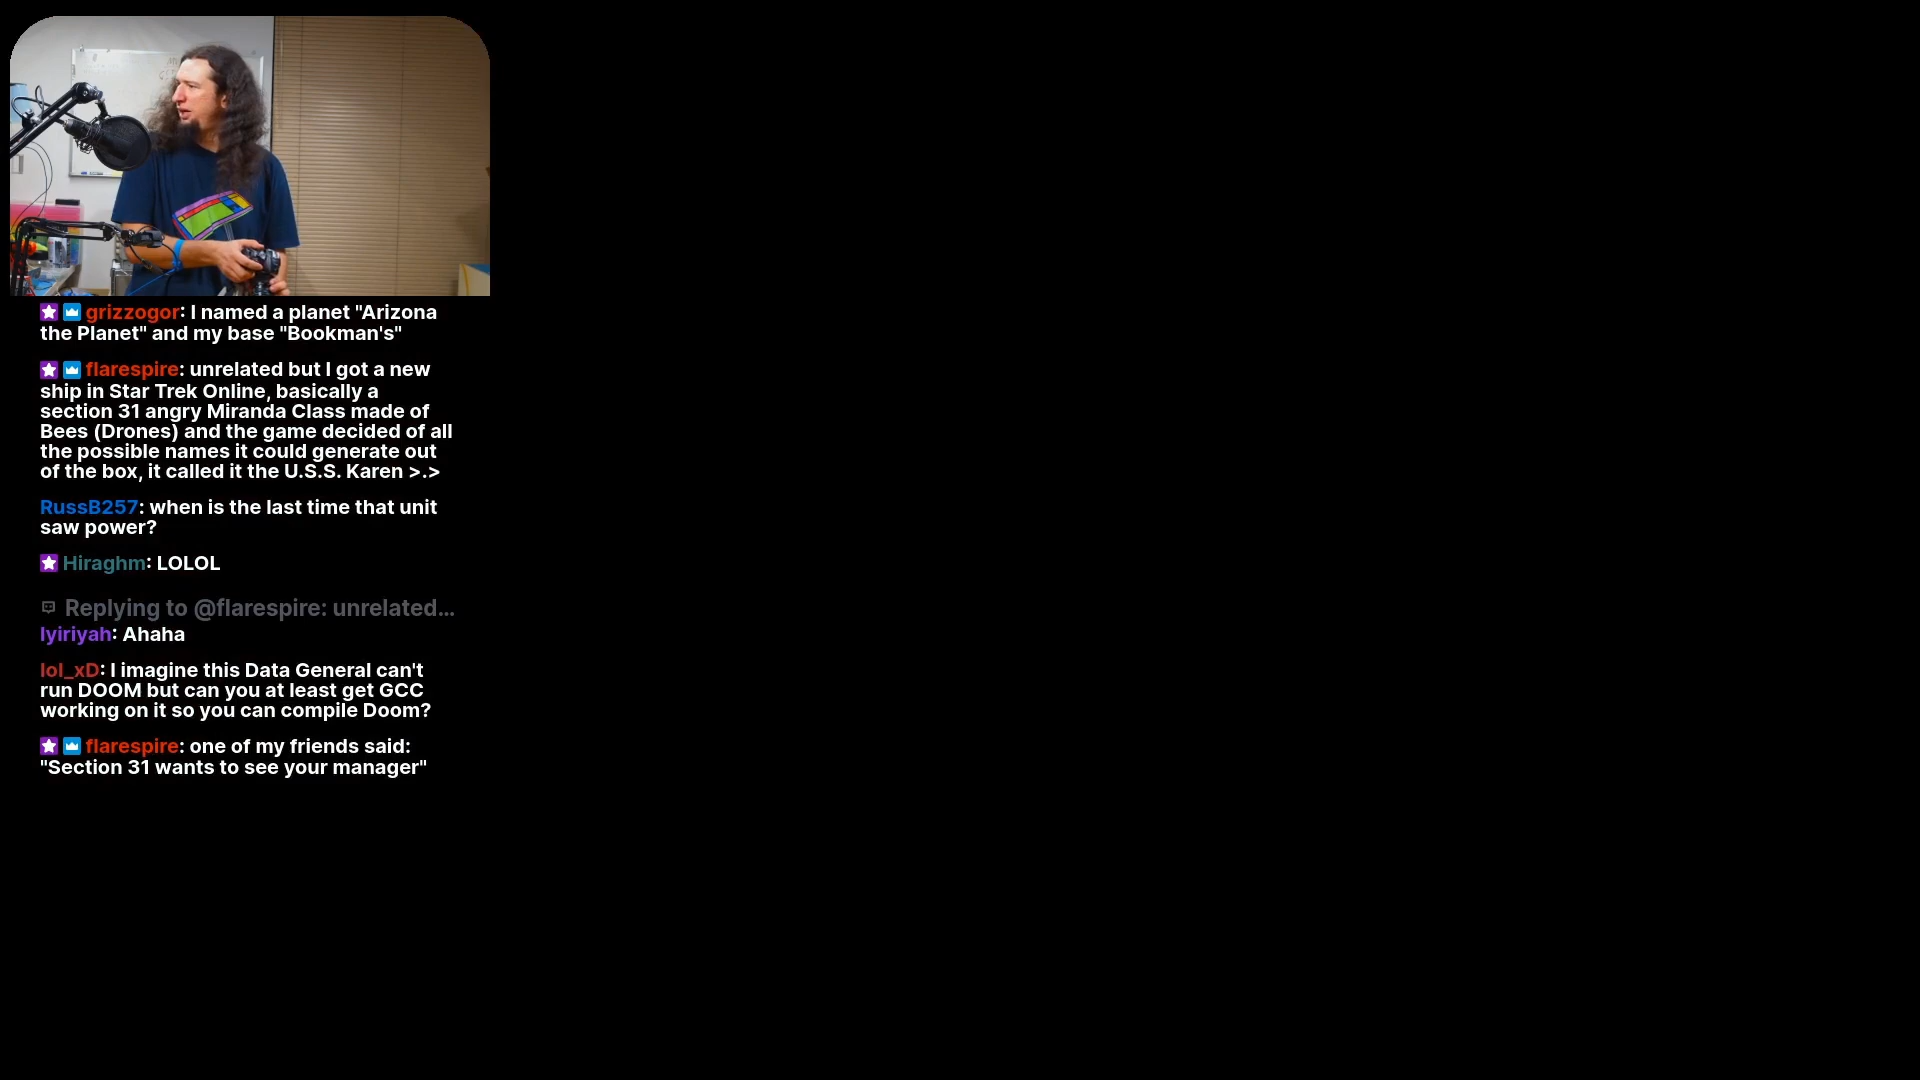 grizzogor: I named a planet "Arizona
the Planet" and my base "Bookman's"
flarespire: unrelated but I got a new
ship in Star Trek Online, basically a
section 31 angry Miranda Class made of
Bees (Drones) and the game decided of all
the possible names it could generate out
of the box, it called it the U.S.S. Karen >.>
RussB257: when is the last time that unit
saw power?
Hiraghm: LOLOL
Replying to @flarespire: unrelated...
lyiriyah: Ahaha
lol_xD: I imagine this Data General can't
run DOOM but can you at least get GCC
working on it so you can compile Doom?
flarespire: one of my friends said:
"Section 31 wants to see your manager"